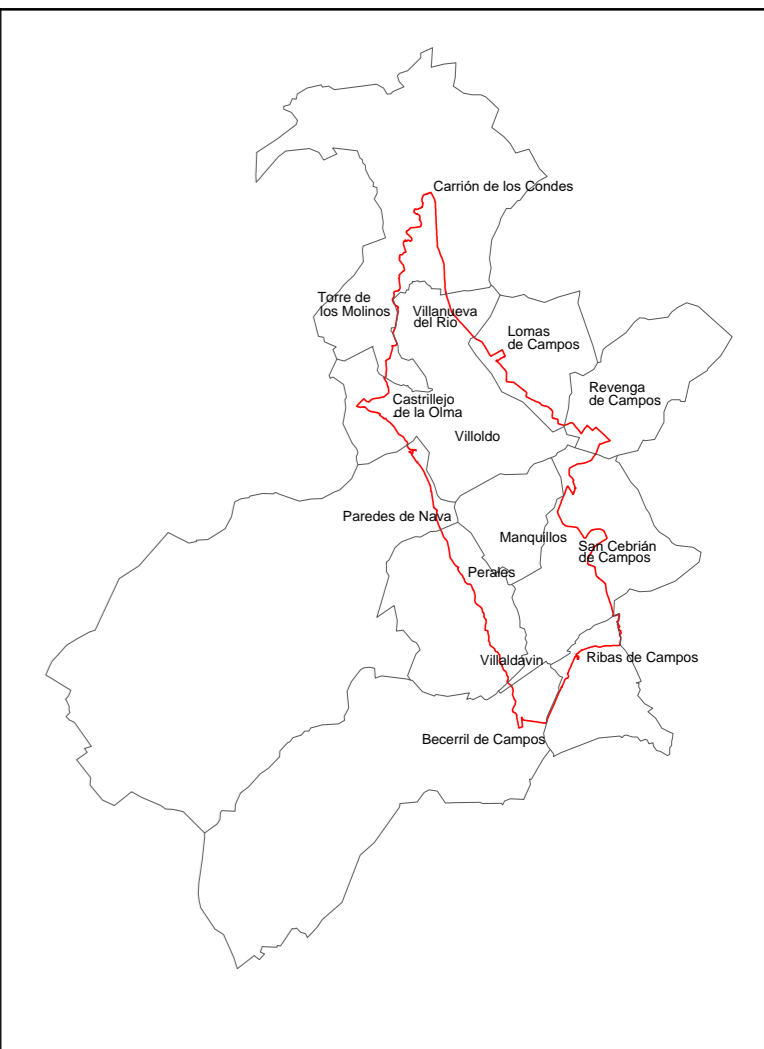 Carrión de los Condes
Torre de
los Molinos
Villanueva
del Río
Lomas
de Campos
Revenga
de Campos
Castrillejo
de la Olma
Villoldo
Paredes de Nava
Manquillos
San Cebrián
de Campos
Perales
Villaldavín
Ribas de Campos
Becerril de Campos